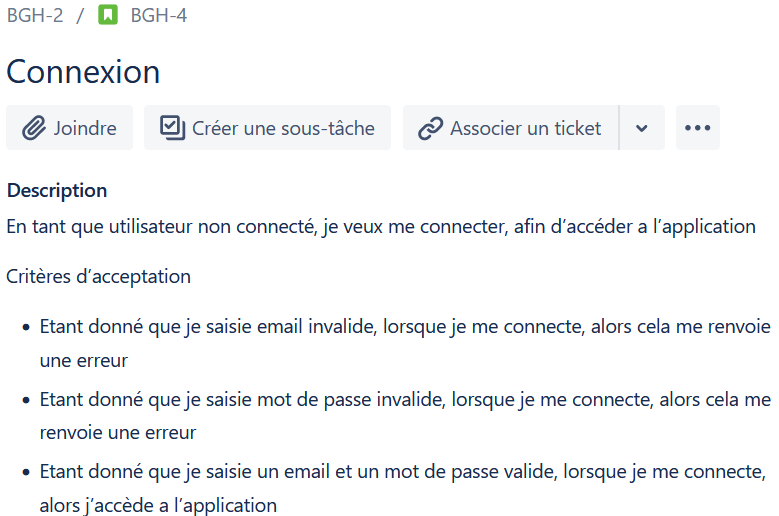 BGH-2 / BGH-4
Connexion
Joindre Créer une sous-tâche Associer un ticket
Description
En tant que utilisateur non connecté, je veux me connecter, afin d’accéder a l’application
Critères d’acceptation
• Etant donné que je saisie email invalide, lorsque je me connecte, alors cela me renvoie
une erreur
• Etant donné que je saisie mot de passe invalide, lorsque je me connecte, alors cela me
renvoie une erreur
• Etant donné que je saisie un email et un mot de passe valide, lorsque je me connecte,
alors j’accède a l’application